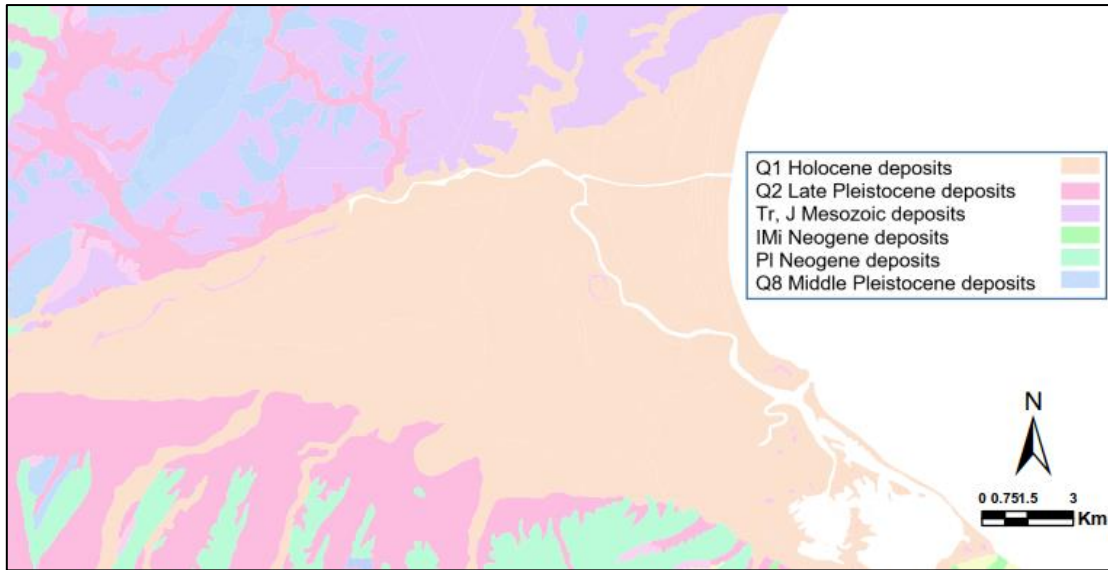 Q1 Holocene deposits
Q2 Late Pleistocene deposits
Tr, J Mesozoic deposits
IMi Neogene deposits
Pl Neogene deposits
Q8 Middle Pleistocene deposits
N
0 0.751.5 3
Km